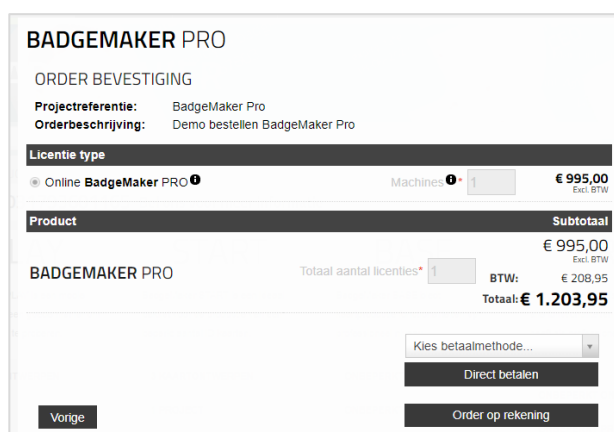 BADGEMAKER PRO
ORDER BEVESTIGING
Projectreferentie: BadgeMaker Pro
Orderbeschrijving: Demo bestellen BadgeMaker Pro
Licentie type
Online BadgeMaker PRO Machines * 1 € 995,00
Excl. BTW
Product Subtotaal
€ 995,00
Excl. BTW
BADGEMAKER PRO Totaal aantal licenties* 1 BTW: € 208,95
Totaal: € 1.203,95
Kies betaalmethode...
Direct betalen
Vorige Order op rekening